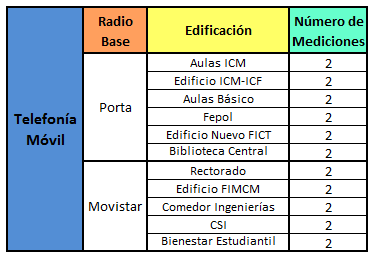 Radio Base
Edificación
Número de Mediciones
Telefonía Móvil
Porta
Aulas ICM 2
Edificio ICM-ICF 2
Aulas Básico 2
Fepol 2
Edificio Nuevo FICT 2
Biblioteca Central 2
Movistar
Rectorado 2
Edificio FIMCM 2
Comedor Ingenierías 2
CSI 2
Bienestar Estudiantil 2